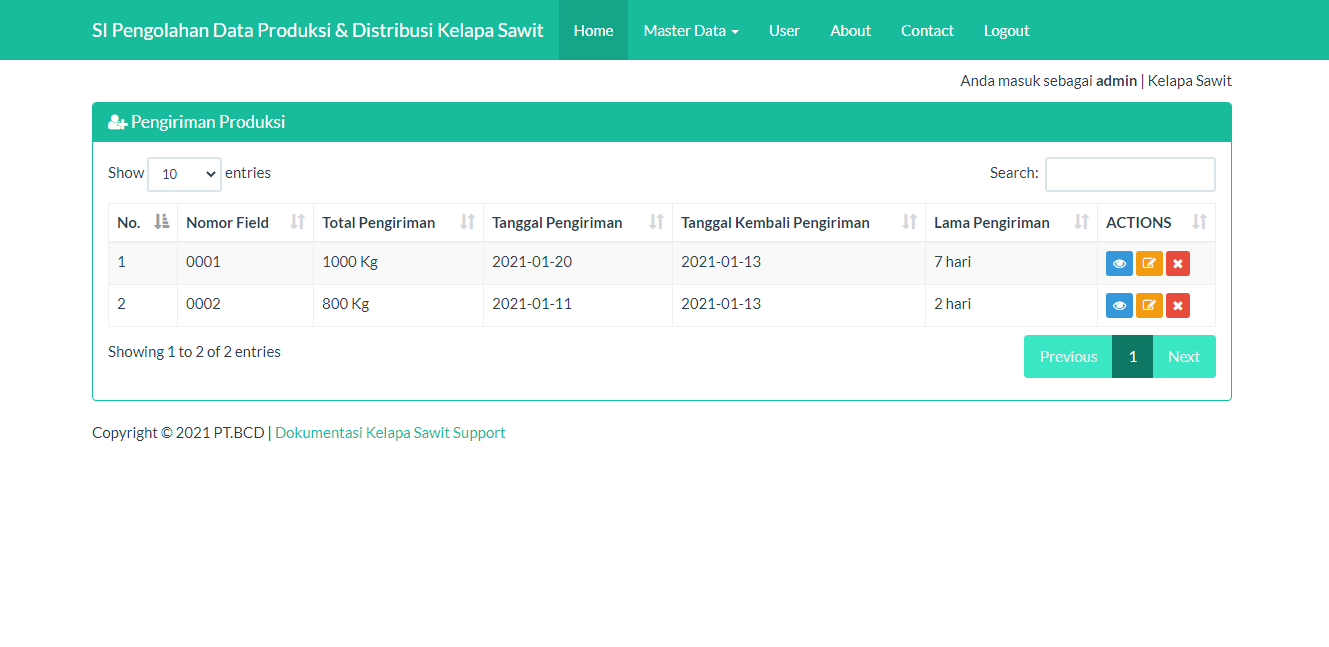 SI Pengolahan Data Produksi & Distribusi Kelapa Sawit Home Master Data User About Contact Logout
Anda masuk sebagai admin | Kelapa Sawit
Pengiriman Produksi
Show 10 entries Search:
No. Nomor Field Total Pengiriman Tanggal Pengiriman Tanggal Kembali Pengiriman Lama Pengiriman ACTIONS
1 0001 1000 Kg 2021-01-20 2021-01-13 7 hari
2 0002 800 Kg 2021-01-11 2021-01-13 2 hari
Showing 1 to 2 of 2 entries Previous 1 Next
Copyright © 2021 PT.BCD | Dokumentasi Kelapa Sawit Support